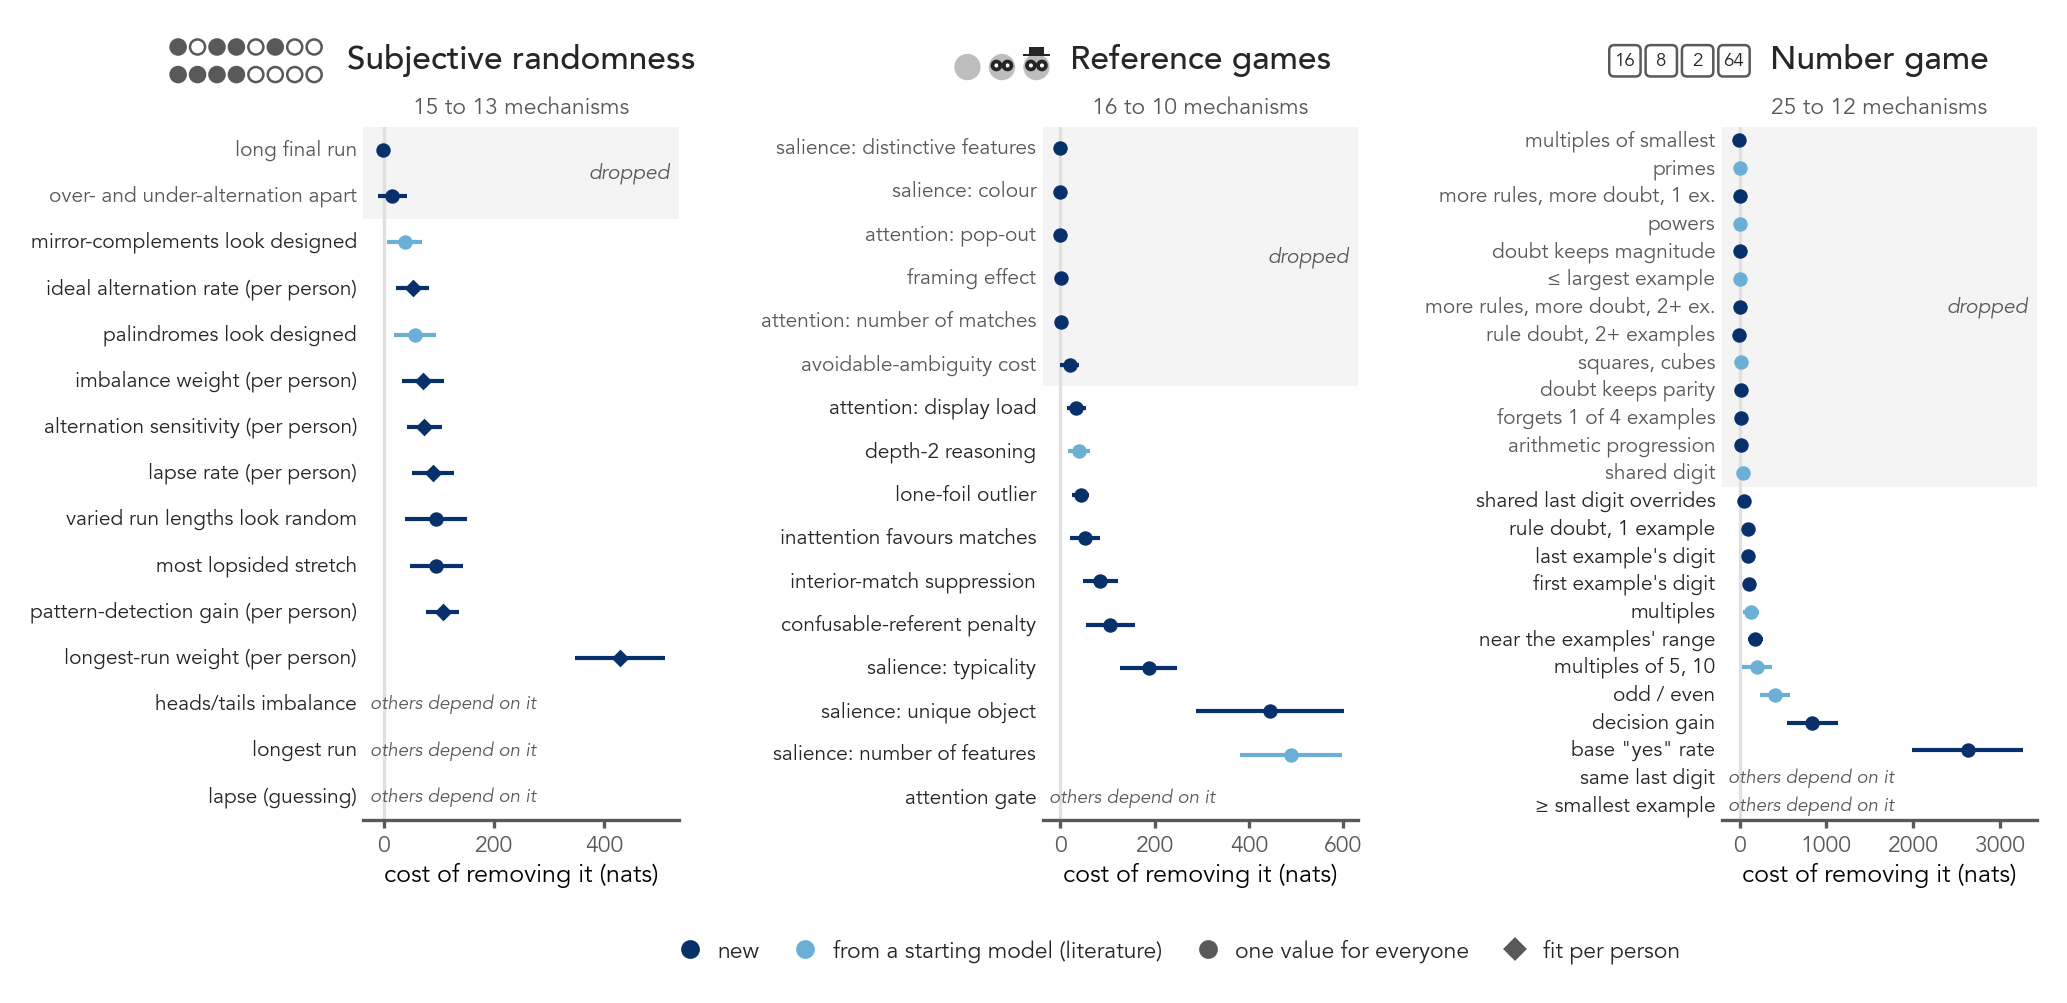 Subjective randomness
15 to 13 mechanisms
long final run
dropped
over- and under-alternation apart
mirror-complements look designed
ideal alternation rate (per person)
palindromes look designed
imbalance weight (per person)
alternation sensitivity (per person)
lapse rate (per person)
varied run lengths look random
most lopsided stretch
pattern-detection gain (per person)
longest-run weight (per person)
heads/tails imbalance others depend on it
longest run others depend on it
lapse (guessing) others depend on it
0 200 400
cost of removing it (nats)
Reference games
16 to 10 mechanisms
salience: distinctive features
salience: colour
attention: pop-out
dropped
framing effect
attention: number of matches
avoidable-ambiguity cost
attention: display load
depth-2 reasoning
lone-foil outlier
inattention favours matches
interior-match suppression
confusable-referent penalty
salience: typicality
salience: unique object
salience: number of features
attention gate others depend on it
0 200 400 600
cost of removing it (nats)
16 8 2 64 Number game
25 to 12 mechanisms
multiples of smallest
primes
more rules, more doubt, 1 ex.
powers
doubt keeps magnitude
≤ largest example
more rules, more doubt, 2+ ex.
dropped
rule doubt, 2+ examples
squares, cubes
doubt keeps parity
forgets 1 of 4 examples
arithmetic progression
shared digit
shared last digit overrides
rule doubt, 1 example
last example's digit
first example's digit
multiples
near the examples' range
multiples of 5, 10
odd / even
decision gain
base "yes" rate
same last digit others depend on it
≥ smallest example others depend on it
0 1000 2000 3000
cost of removing it (nats)
new from a starting model (literature) one value for everyone fit per person